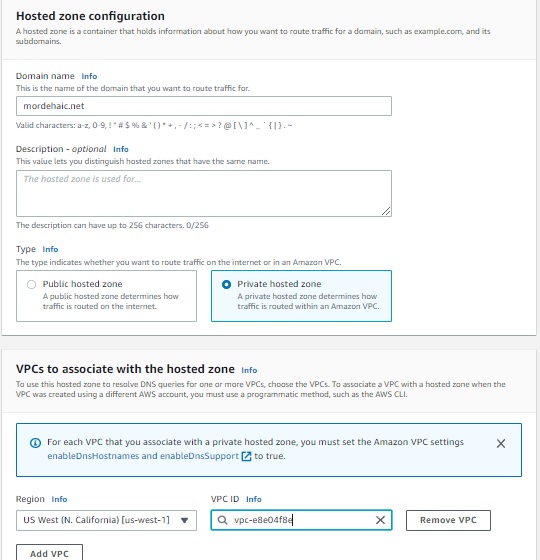 Hosted zone configuration
A hosted zone is a container that holds information about how you want to route traffic for a domain, such as example.com, and its
subdomains.
Domain name Info
This is the name of the domain that you want to route traffic for.
mordehaic.net
Valid characters: a-z, 0-9, ! " # $ % & ' ( ) * + , - / : ; < = > ? @ [ \ ] ^ _ ` { | } . ~
Description - optional Info
This value lets you distinguish hosted zones that have the same name.
The hosted zone is used for...
The description can have up to 256 characters. 0/256
Type Info
The type indicates whether you want to route traffic on the internet or in an Amazon VPC.
Public hosted zone
A public hosted zone determines how
traffic is routed on the internet.
Private hosted zone
A private hosted zone determines how
traffic is routed within an Amazon VPC.
VPCs to associate with the hosted zone Info
To use this hosted zone to resolve DNS queries for one or more VPCs, choose the VPCs. To associate a VPC with a hosted zone when the
VPC was created using a different AWS account, you must use a programmatic method, such as the AWS CLI.
For each VPC that you associate with a private hosted zone, you must set the Amazon VPC settings
enableDnsHostnames and enableDnsSupport to true.
Region Info
US West (N. California) [us-west-1]
VPC ID Info
vpc-e8e04f8e
Remove VPC
Add VPC